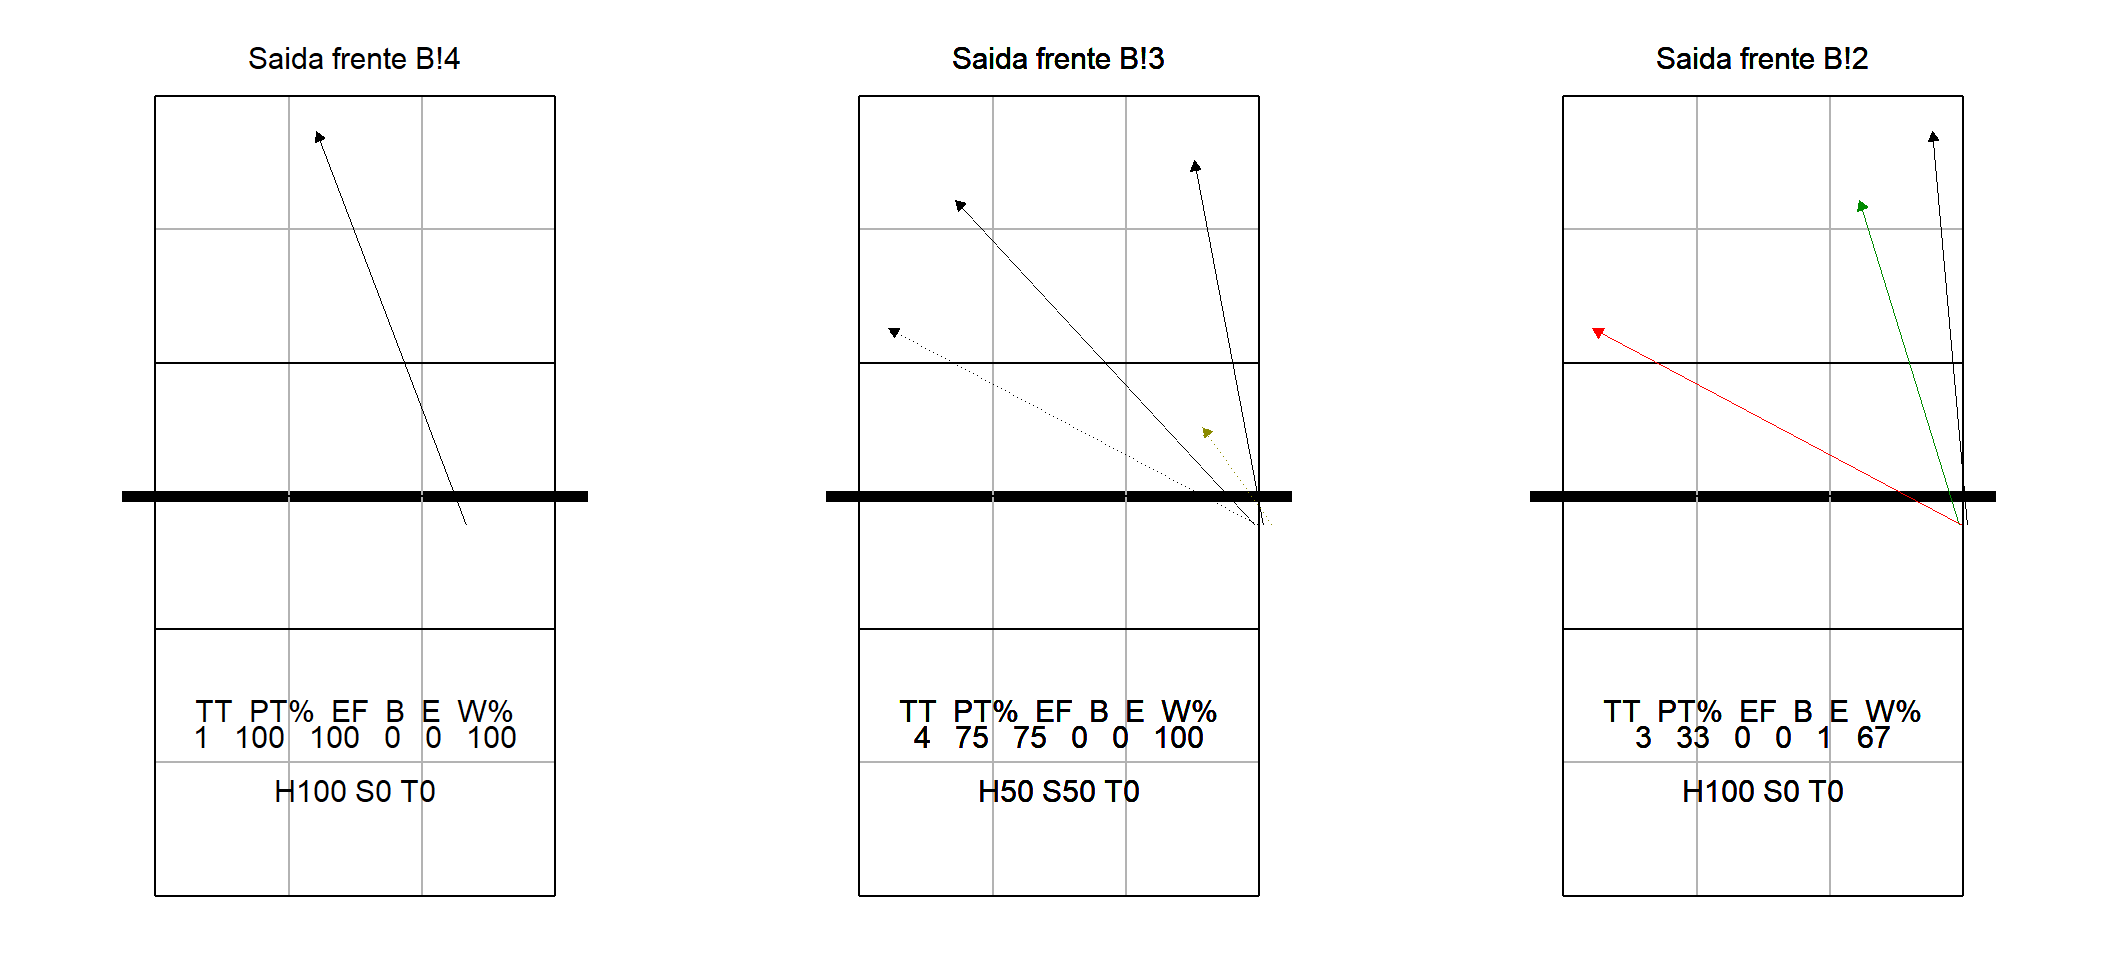 Saida frente B!4
TT PT% EF B E W%
1 100 100 0 0 100
H100 S0 T0
Saida frente B!3
TT PT% EF B E W%
4 75 75 0 0 100
H50 S50 T0
Saida frente B!2
TT PT% EF B E W%
3 33 0 0 1 67
H100 S0 T0